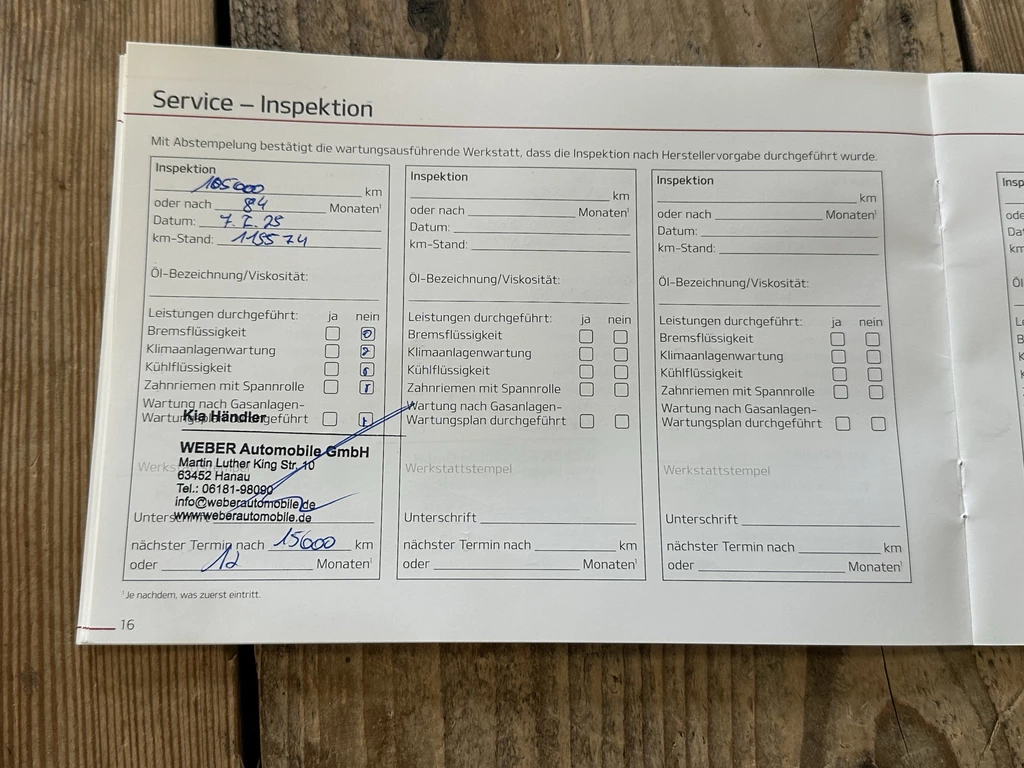 Service – Inspektion
Mit Abstempelung bestätigt die wartungsausführende Werkstatt, dass die Inspektion nach Herstellervorgabe durchgeführt wurde.
Inspektion
105000 km
oder nach 84 Monaten¹
Datum: 7. I. 25
km-Stand: 115574
Öl-Bezeichnung/Viskosität:
Leistungen durchgeführt: ja nein
Bremsflüssigkeit
Klimaanlagenwartung
Kühlflüssigkeit
Zahnriemen mit Spannrolle
Wartung nach Gasanlagen-
Wartungsplan durchgeführt
Kia Händler
WEBER Automobile GmbH
Martin Luther King Str. 10
63452 Hanau
Tel.: 06181-98090
info@weberautomobile.de
www.weberautomobile.de
nächster Termin nach 15000 km
oder 12 Monaten¹
Inspektion
km
oder nach Monaten¹
Datum:
km-Stand:
Öl-Bezeichnung/Viskosität:
Leistungen durchgeführt: ja nein
Bremsflüssigkeit
Klimaanlagenwartung
Kühlflüssigkeit
Zahnriemen mit Spannrolle
Wartung nach Gasanlagen-
Wartungsplan durchgeführt
Werkstattstempel
Unterschrift
nächster Termin nach km
oder Monaten¹
Inspektion
km
oder nach Monaten¹
Datum:
km-Stand:
Öl-Bezeichnung/Viskosität:
Leistungen durchgeführt: ja nein
Bremsflüssigkeit
Klimaanlagenwartung
Kühlflüssigkeit
Zahnriemen mit Spannrolle
Wartung nach Gasanlagen-
Wartungsplan durchgeführt
Werkstattstempel
Unterschrift
nächster Termin nach km
oder Monaten¹
¹ Je nachdem, was zuerst eintritt.
16